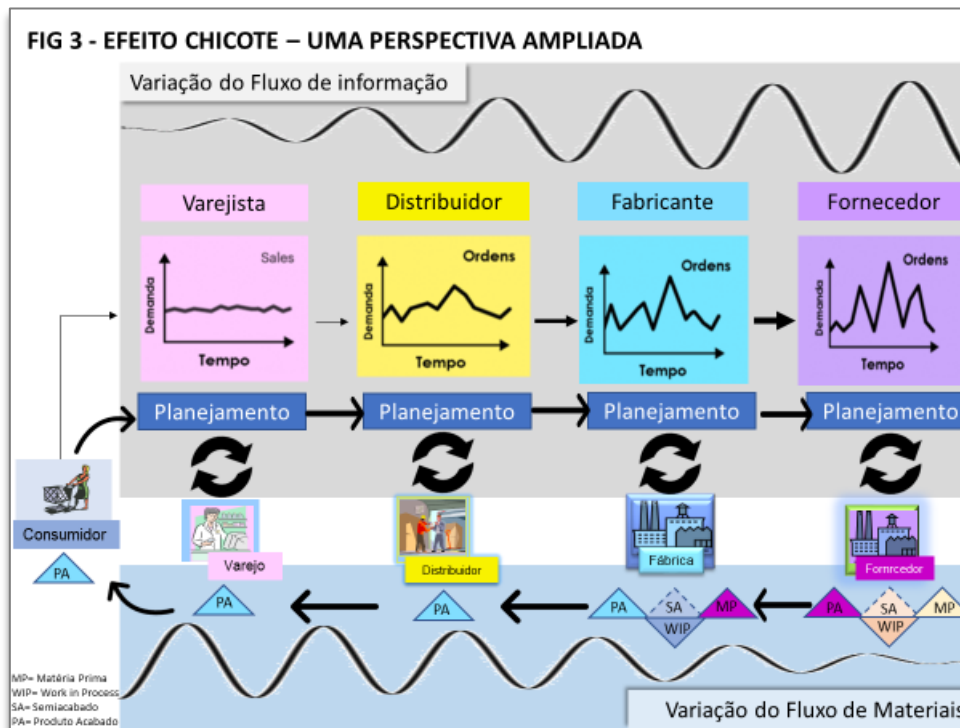 FIG 3 - EFEITO CHICOTE – UMA PERSPECTIVA AMPLIADA
Variação do Fluxo de informação
Varejista
Distribuidor
Fabricante
Fornecedor
Sales
Demanda
Tempo
Ordens
Demanda
Tempo
Ordens
Demanda
Tempo
Ordens
Demanda
Tempo
Planejamento
Planejamento
Planejamento
Planejamento
Consumidor
PA
Varejo
PA
Distribuidor
PA
Fábrica
PA
SA
WIP
MP
Fornrcedor
PA
SA
WIP
MP
MP= Matéria Prima
WIP= Work in Process
SA= Semiacabado
PA= Produto Acabado
Variação do Fluxo de Materiais